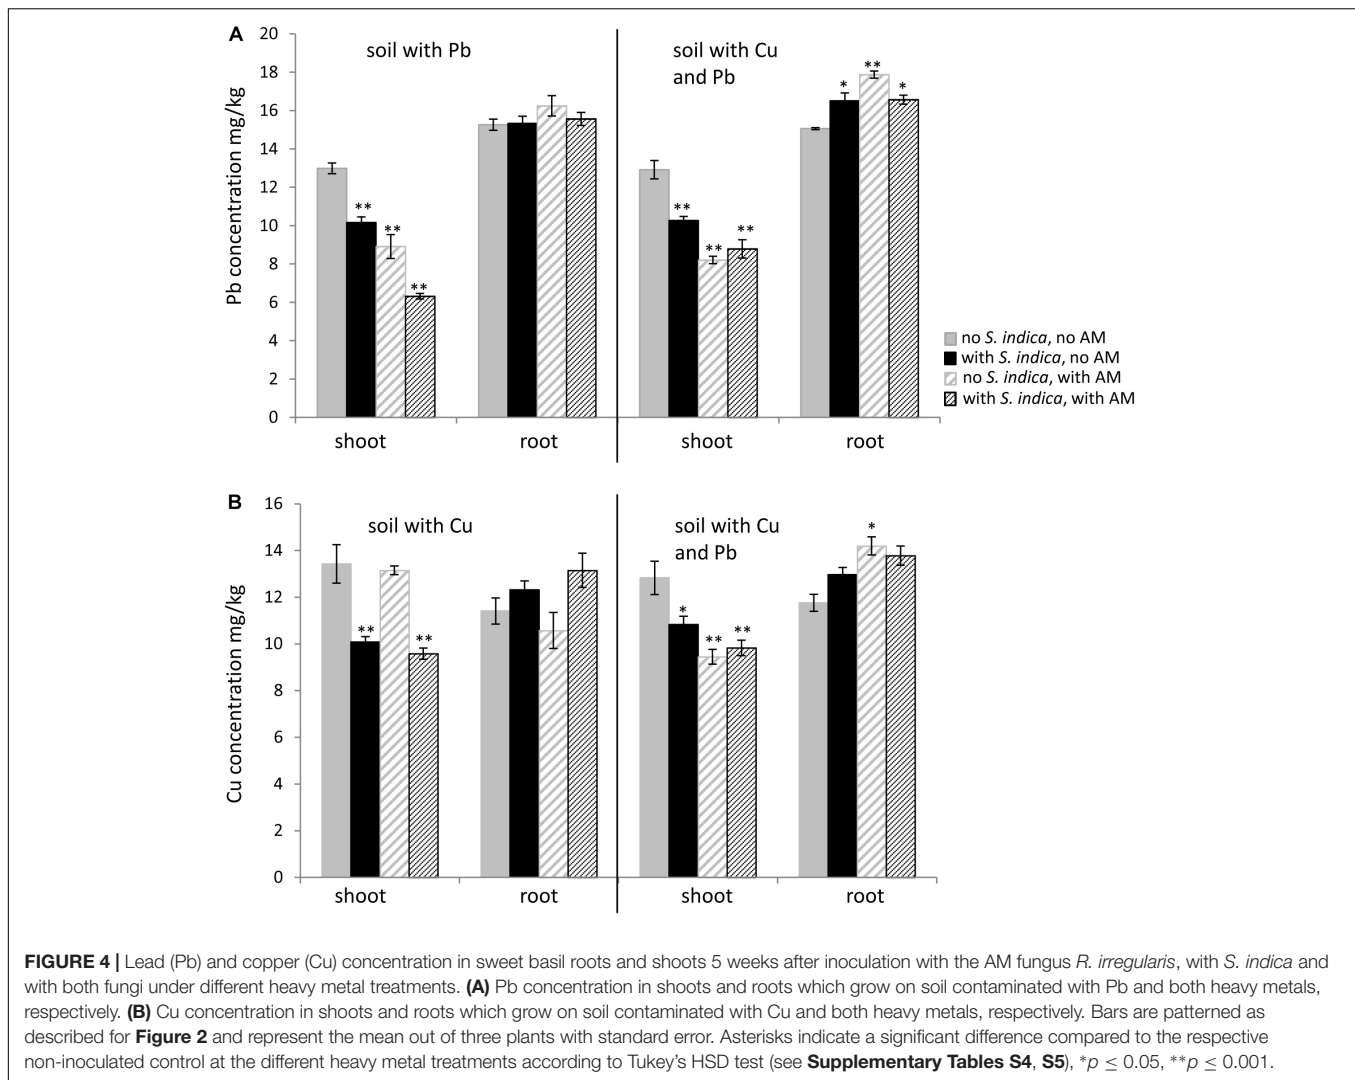 A
20
18
16
14
12
10
8
6
4
2
0
Pb concentration mg/kg
soil with Pb
soil with Cu
and Pb
** ** **
** ** **
* ** *
shoot root shoot root
no S. indica, no AM
with S. indica, no AM
no S. indica, with AM
with S. indica, with AM
B
16
14
12
10
8
6
4
2
0
Cu concentration mg/kg
soil with Cu
soil with Cu
and Pb
** **
* ** **
*
shoot root shoot root
FIGURE 4 | Lead (Pb) and copper (Cu) concentration in sweet basil roots and shoots 5 weeks after inoculation with the AM fungus R. irregularis, with S. indica and
with both fungi under different heavy metal treatments. (A) Pb concentration in shoots and roots which grow on soil contaminated with Pb and both heavy metals,
respectively. (B) Cu concentration in shoots and roots which grow on soil contaminated with Cu and both heavy metals, respectively. Bars are patterned as
described for Figure 2 and represent the mean out of three plants with standard error. Asterisks indicate a significant difference compared to the respective
non-inoculated control at the different heavy metal treatments according to Tukey's HSD test (see Supplementary Tables S4, S5), *p ≤ 0.05, **p ≤ 0.001.